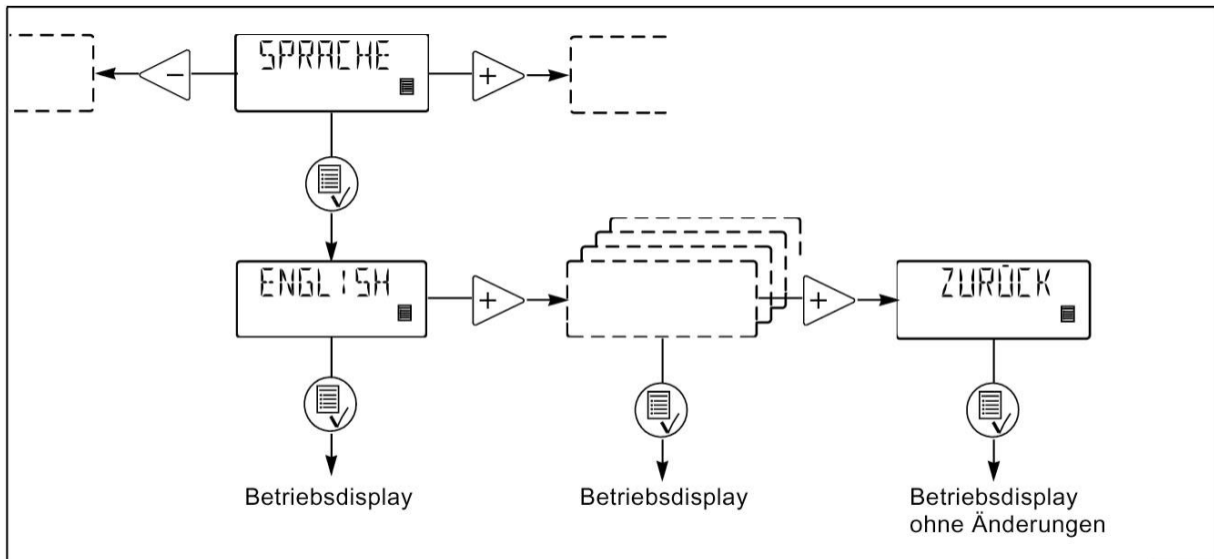 SPRACHE
- +
ENGLISH
+ +
ZURÜCK
Betriebsdisplay
Betriebsdisplay
Betriebsdisplay
ohne Änderungen